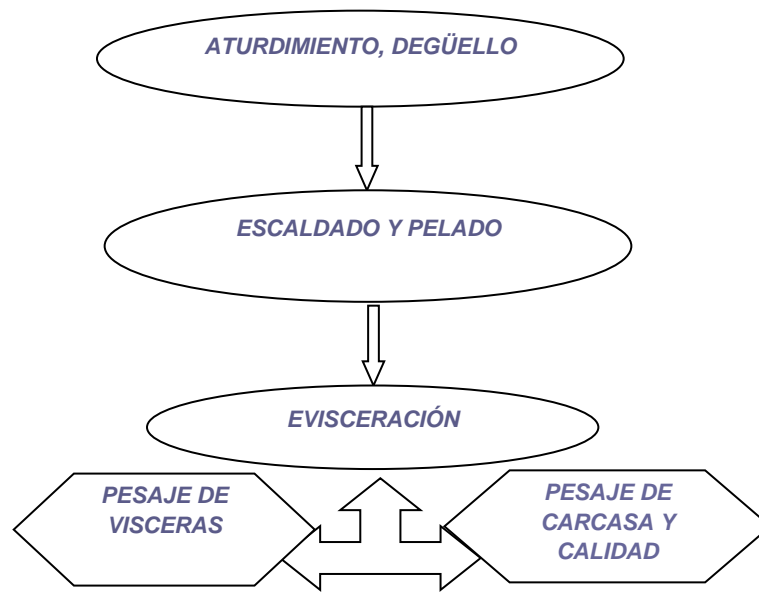 ATURDIMIENTO, DEGÜELLO
ESCALDADO Y PELADO
EVISCERACIÓN
PESAJE DE
VISCERAS
PESAJE DE
CARCASA Y
CALIDAD